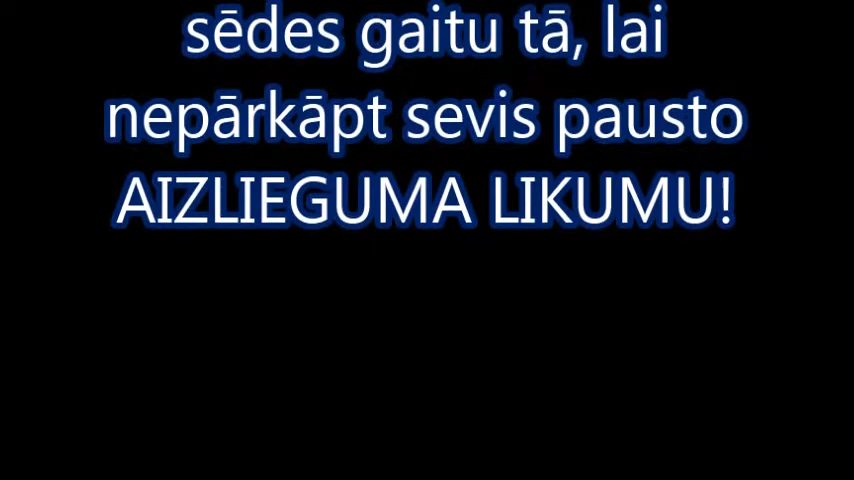 sēdes gaitu tā, lai
nepārkāpt sevis pausto
AIZLIEGUMA LIKUMU!